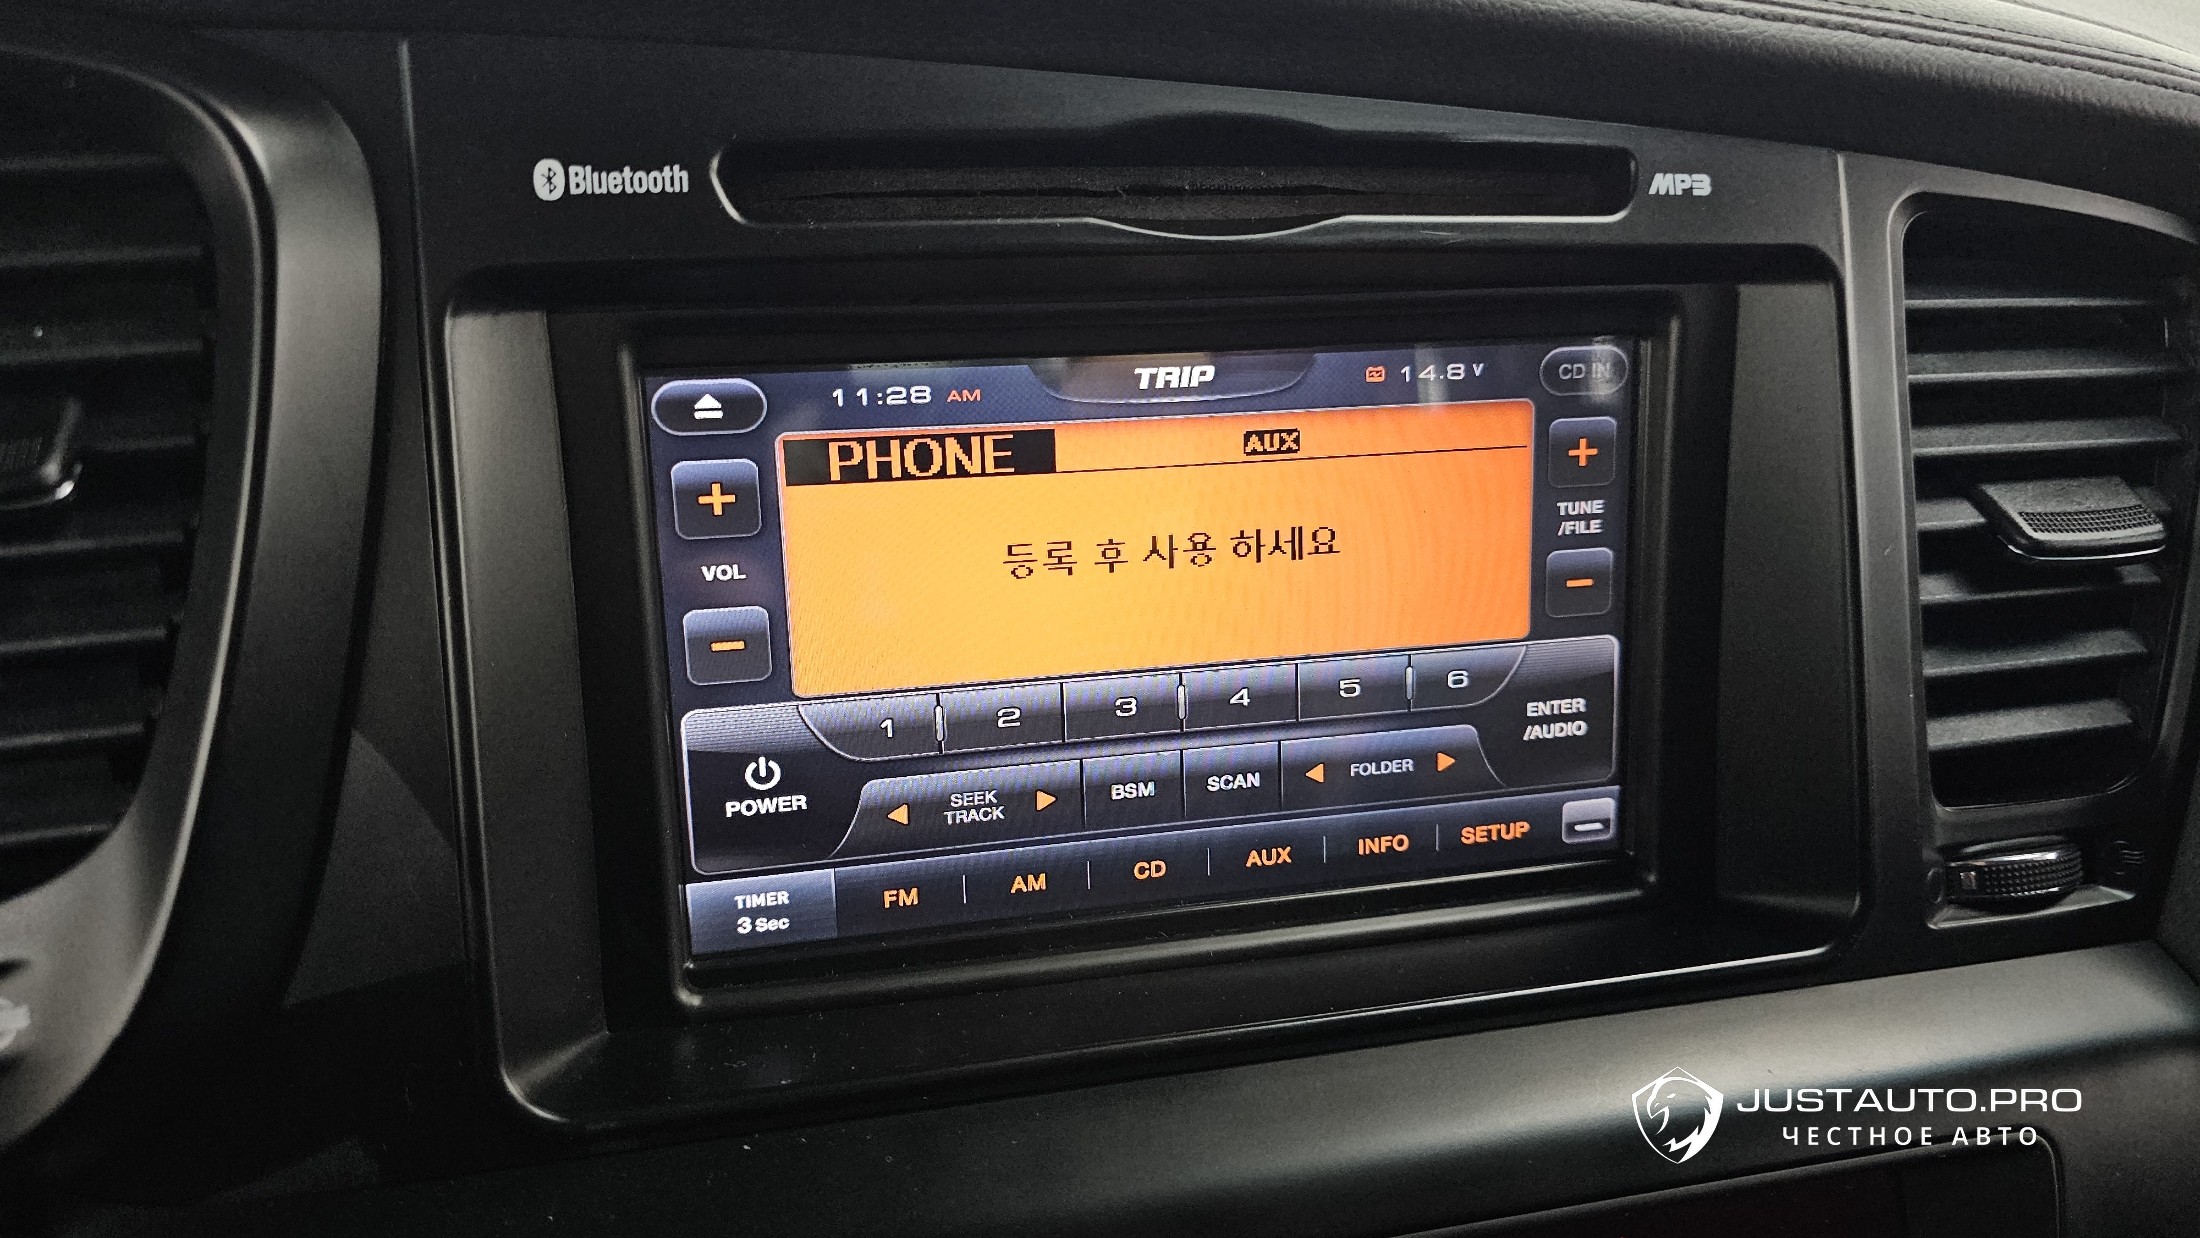 Bluetooth
MP3
11:28 AM
TRIP
14.8 V
CD IN
PHONE
AUX
등록 후 사용 하세요
VOL
TUNE
/FILE
1 2 3 4 5 6
ENTER
/AUDIO
POWER
SEEK
TRACK
BSM
SCAN
FOLDER
TIMER
3 Sec
FM
AM
CD
AUX
INFO
SETUP
JUSTAUTO.PRO
ЧЕСТНОЕ АВТО